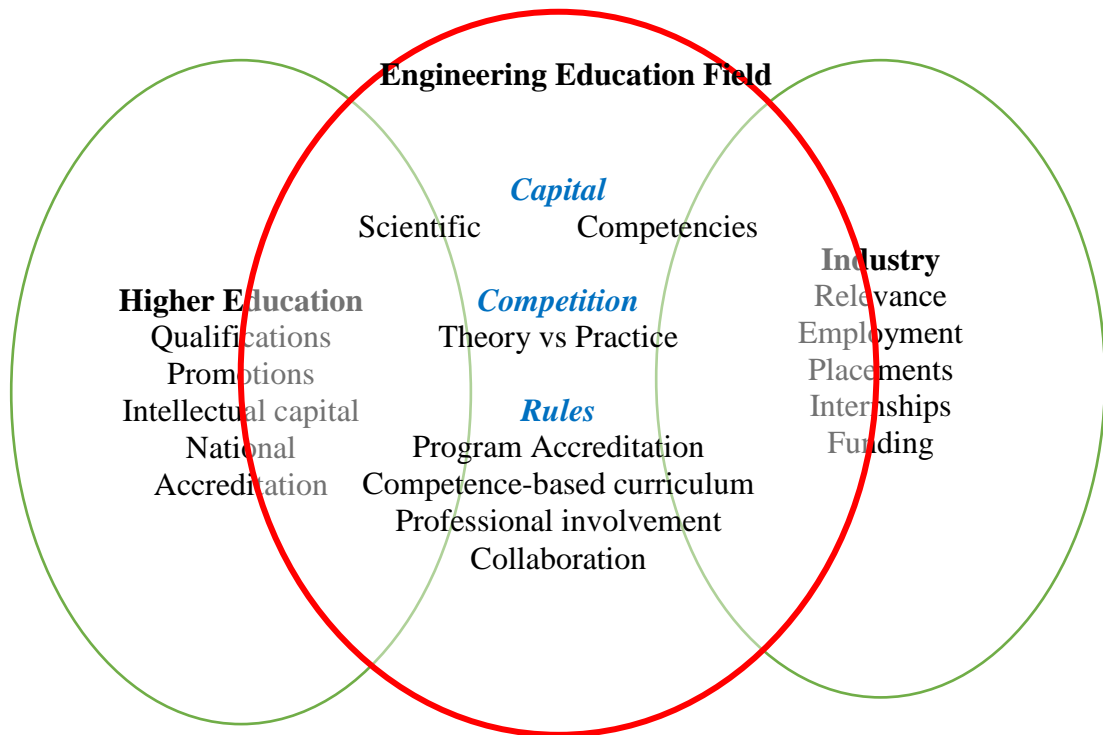 Engineering Education Field
Capital
Scientific Competencies
Higher Education
Qualifications
Promotions
Intellectual capital
National
Accreditation
Competition
Theory vs Practice
Rules
Program Accreditation
Competence-based curriculum
Professional involvement
Collaboration
Industry
Relevance
Employment
Placements
Internships
Funding